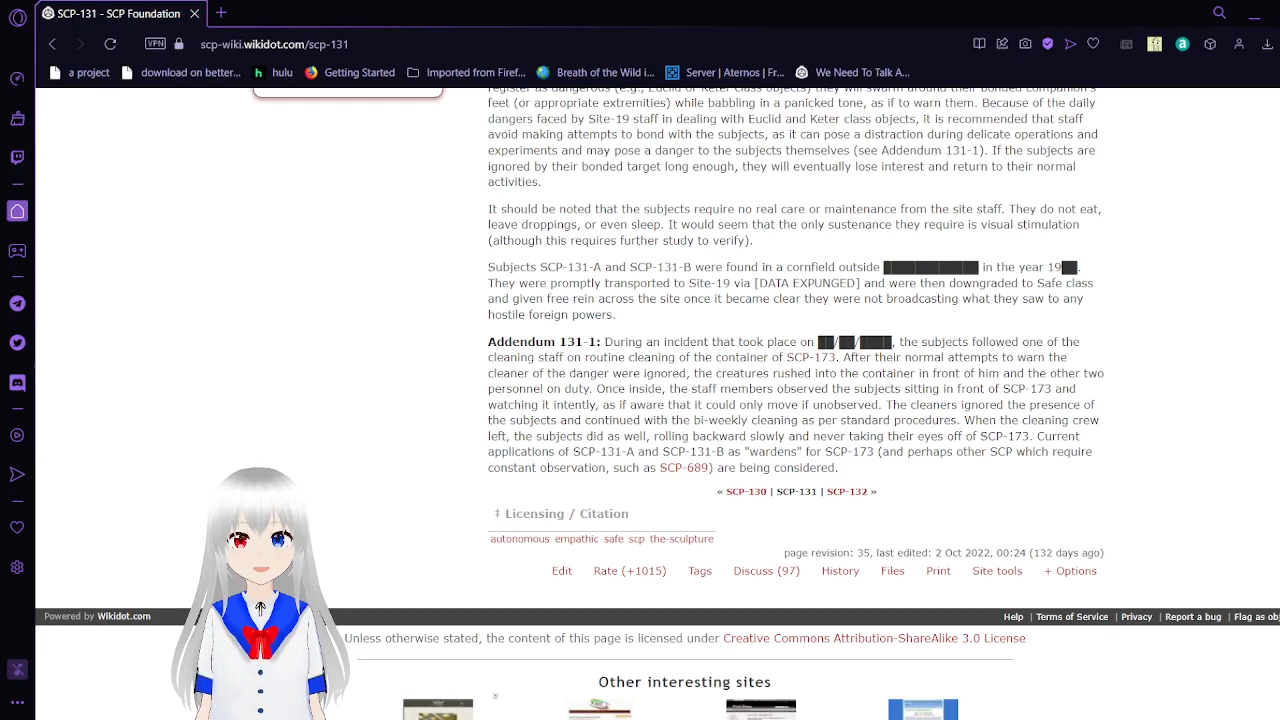 SCP-131 - SCP Foundation
VPN scp-wiki.wikidot.com/scp-131
a project download on better... hulu Getting Started Imported from Firef... Breath of the Wild i... Server | Aternos | Fr... We Need To Talk A...
register as dangerous (e.g., Euclid or Keter class objects) they will swarm around their bonded companion's
feet (or appropriate extremities) while babbling in a panicked tone, as if to warn them. Because of the daily
dangers faced by Site-19 staff in dealing with Euclid and Keter class objects, it is recommended that staff
avoid making attempts to bond with the subjects, as it can pose a distraction during delicate operations and
experiments and may pose a danger to the subjects themselves (see Addendum 131-1). If the subjects are
ignored by their bonded target long enough, they will eventually lose interest and return to their normal
activities.
It should be noted that the subjects require no real care or maintenance from the site staff. They do not eat,
leave droppings, or even sleep. It would seem that the only sustenance they require is visual stimulation
(although this requires further study to verify).
Subjects SCP-131-A and SCP-131-B were found in a cornfield outside ████████████ in the year 19██.
They were promptly transported to Site-19 via [DATA EXPUNGED] and were then downgraded to Safe class
and given free rein across the site once it became clear they were not broadcasting what they saw to any
hostile foreign powers.
Addendum 131-1: During an incident that took place on ██/██/████, the subjects followed one of the
cleaning staff on routine cleaning of the container of SCP-173. After their normal attempts to warn the
cleaner of the danger were ignored, the creatures rushed into the container in front of him and the other two
personnel on duty. Once inside, the staff members observed the subjects sitting in front of SCP-173 and
watching it intently, as if aware that it could only move if unobserved. The cleaners ignored the presence of
the subjects and continued with the bi-weekly cleaning as per standard procedures. When the cleaning crew
left, the subjects did as well, rolling backward slowly and never taking their eyes off of SCP-173. Current
applications of SCP-131-A and SCP-131-B as "wardens" for SCP-173 (and perhaps other SCP which require
constant observation, such as SCP-689) are being considered.
« SCP-130 | SCP-131 | SCP-132 »
‡ Licensing / Citation
autonomous empathic safe scp the-sculpture
page revision: 35, last edited: 2 Oct 2022, 00:24 (132 days ago)
Edit Rate (+1015) Tags Discuss (97) History Files Print Site tools + Options
Powered by Wikidot.com Help | Terms of Service | Privacy | Report a bug | Flag as obj
Unless otherwise stated, the content of this page is licensed under Creative Commons Attribution-ShareAlike 3.0 License
Other interesting sites